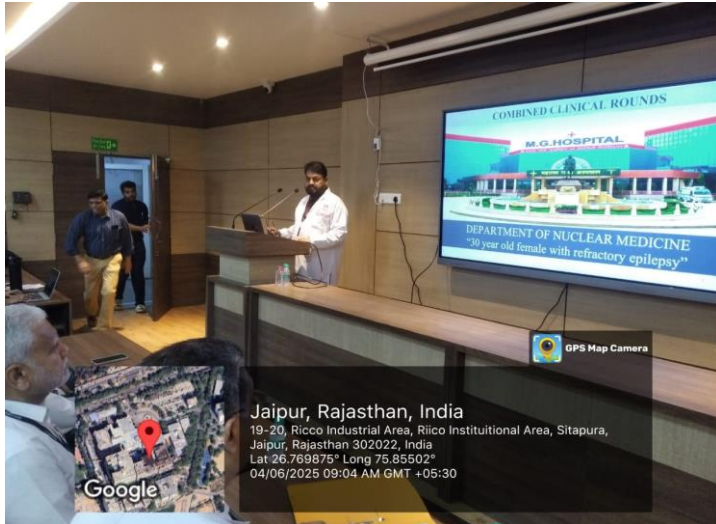 COMBINED CLINICAL ROUNDS
M.G.HOSPITAL
DEPARTMENT OF NUCLEAR MEDICINE
"30 year old female with refractory epilepsy"
GPS Map Camera
Jaipur, Rajasthan, India
19-20, Ricco Industrial Area, Riico Instituitional Area, Sitapura,
Jaipur, Rajasthan 302022, India
Lat 26.769875° Long 75.85502°
04/06/2025 09:04 AM GMT +05:30
Google